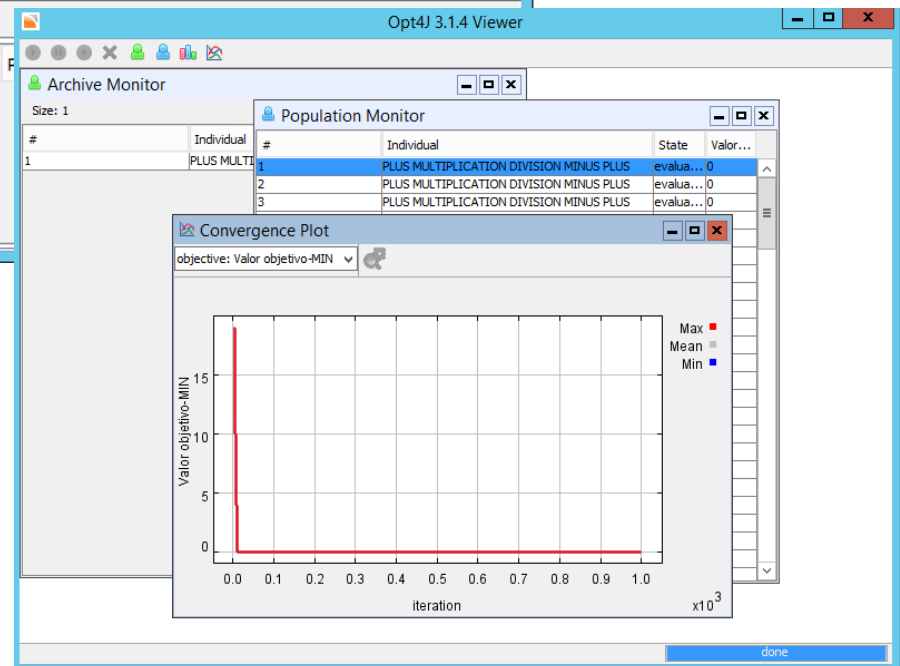 Opt4J 3.1.4 Viewer
Archive Monitor
Size: 1
# Individual
1 PLUS MULTI
Population Monitor
# Individual State Valor...
1 PLUS MULTIPLICATION DIVISION MINUS PLUS evalua... 0
2 PLUS MULTIPLICATION DIVISION MINUS PLUS evalua... 0
3 PLUS MULTIPLICATION DIVISION MINUS PLUS evalua... 0
Convergence Plot
objective: Valor objetivo-MIN
Max
Mean
Min
Valor objetivo-MIN
15
10
5
0
0.0 0.1 0.2 0.3 0.4 0.5 0.6 0.7 0.8 0.9 1.0
iteration x10^3
done